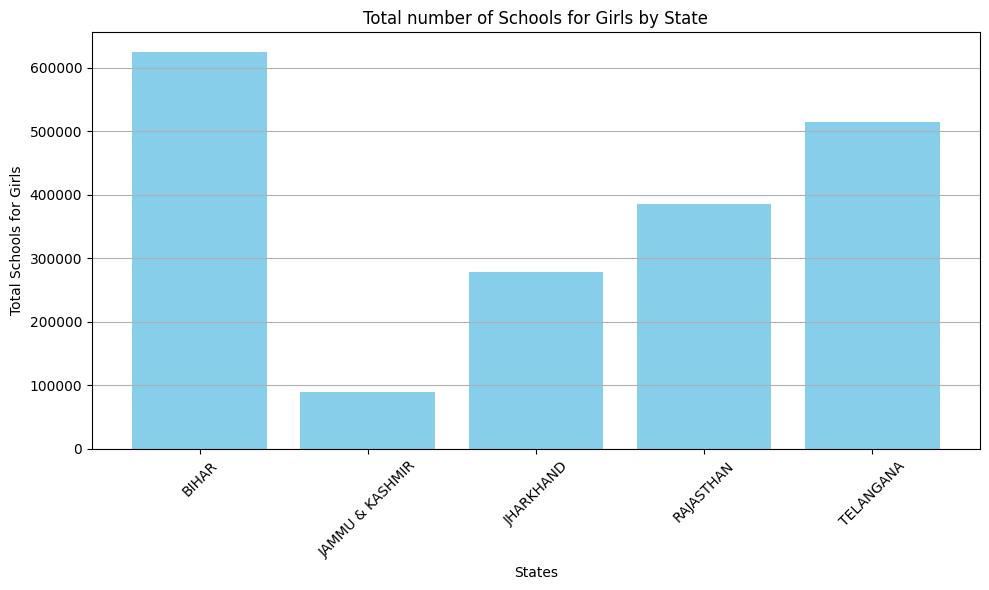 Total number of Schools for Girls by State
Total Schools for Girls
600000
500000
400000
300000
200000
100000
0
BIHAR
JAMMU & KASHMIR
JHARKHAND
RAJASTHAN
TELANGANA
States